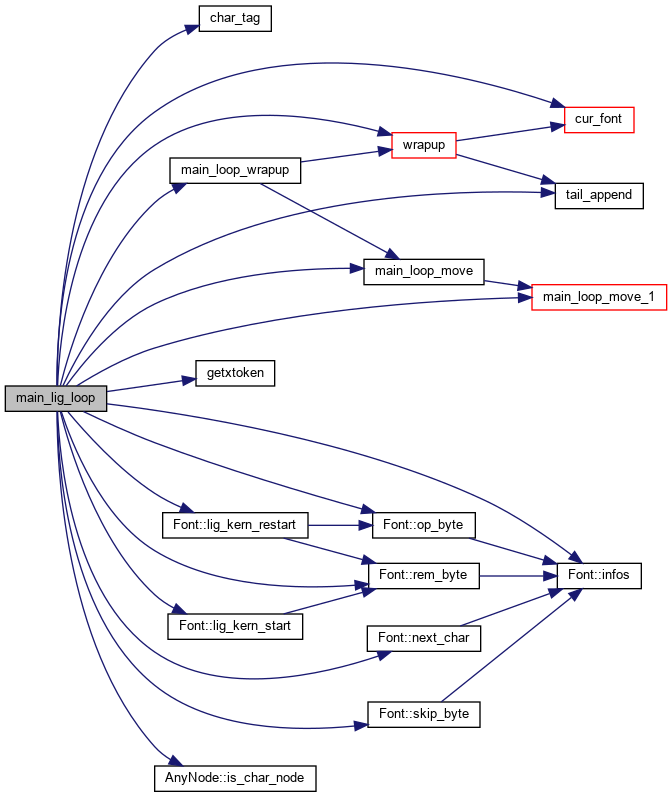 char_tag
cur_font
wrapup
main_loop_wrapup
tail_append
main_loop_move
main_loop_move_1
getxtoken
main_lig_loop
Font::lig_kern_restart
Font::op_byte
Font::rem_byte
Font::infos
Font::lig_kern_start
Font::next_char
Font::skip_byte
AnyNode::is_char_node